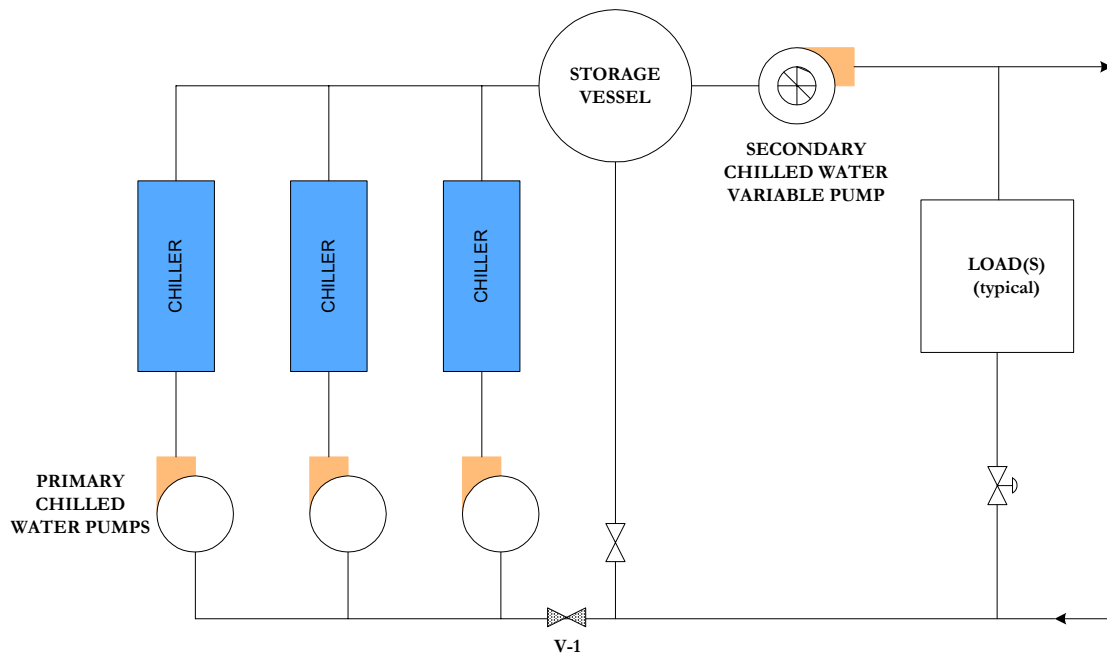 STORAGE
VESSEL
SECONDARY
CHILLED WATER
VARIABLE PUMP
CHILLER
CHILLER
CHILLER
LOAD(S)
(typical)
PRIMARY
CHILLED
WATER PUMPS
V-1